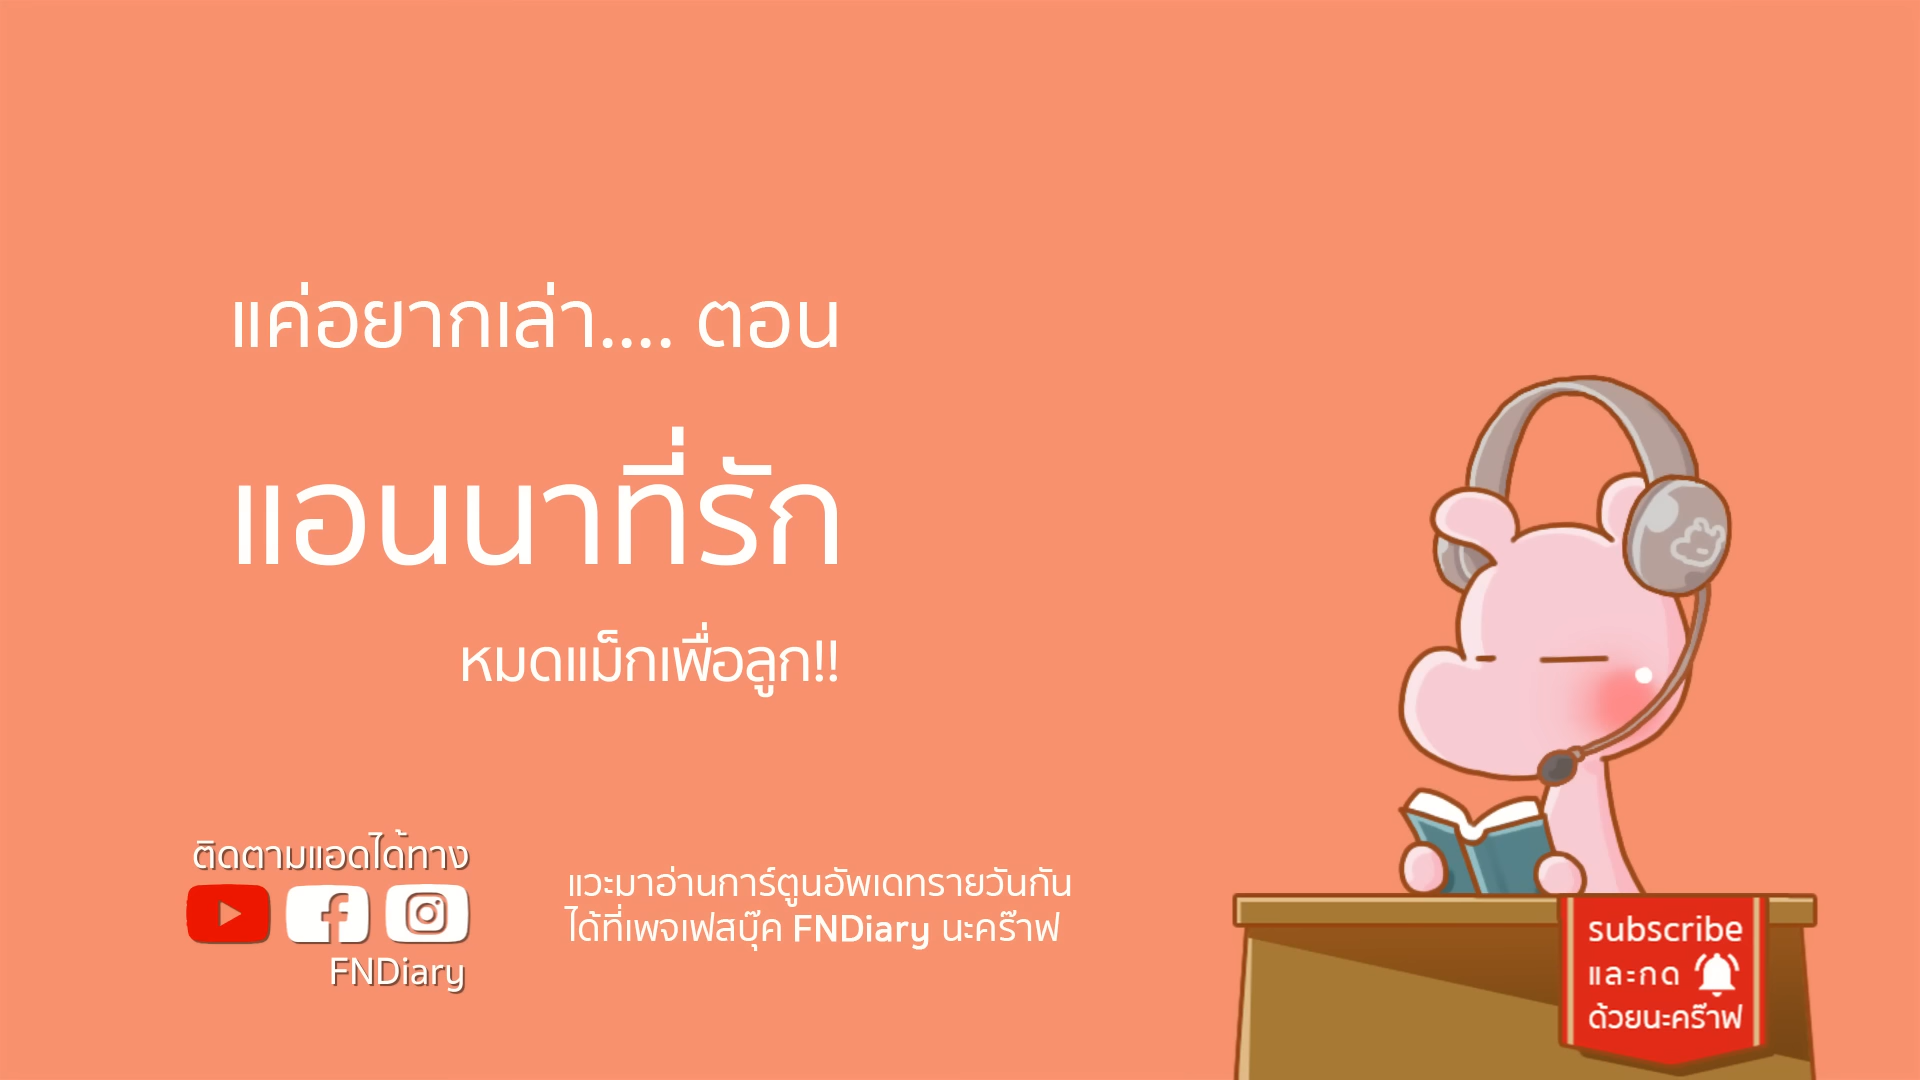 แค่อยากเล่า.... ตอน
แอนนาที่รัก
หมดแม็กเพื่อลูก!!
ติดตามแอดได้ทาง
FNDiary
แวะมาอ่านการ์ตูนอัพเดทรายวันกัน
ได้ที่เพจเฟสบุ๊ค FNDiary นะคร๊าฟ
subscribe
และกด
ด้วยนะคร๊าฟ